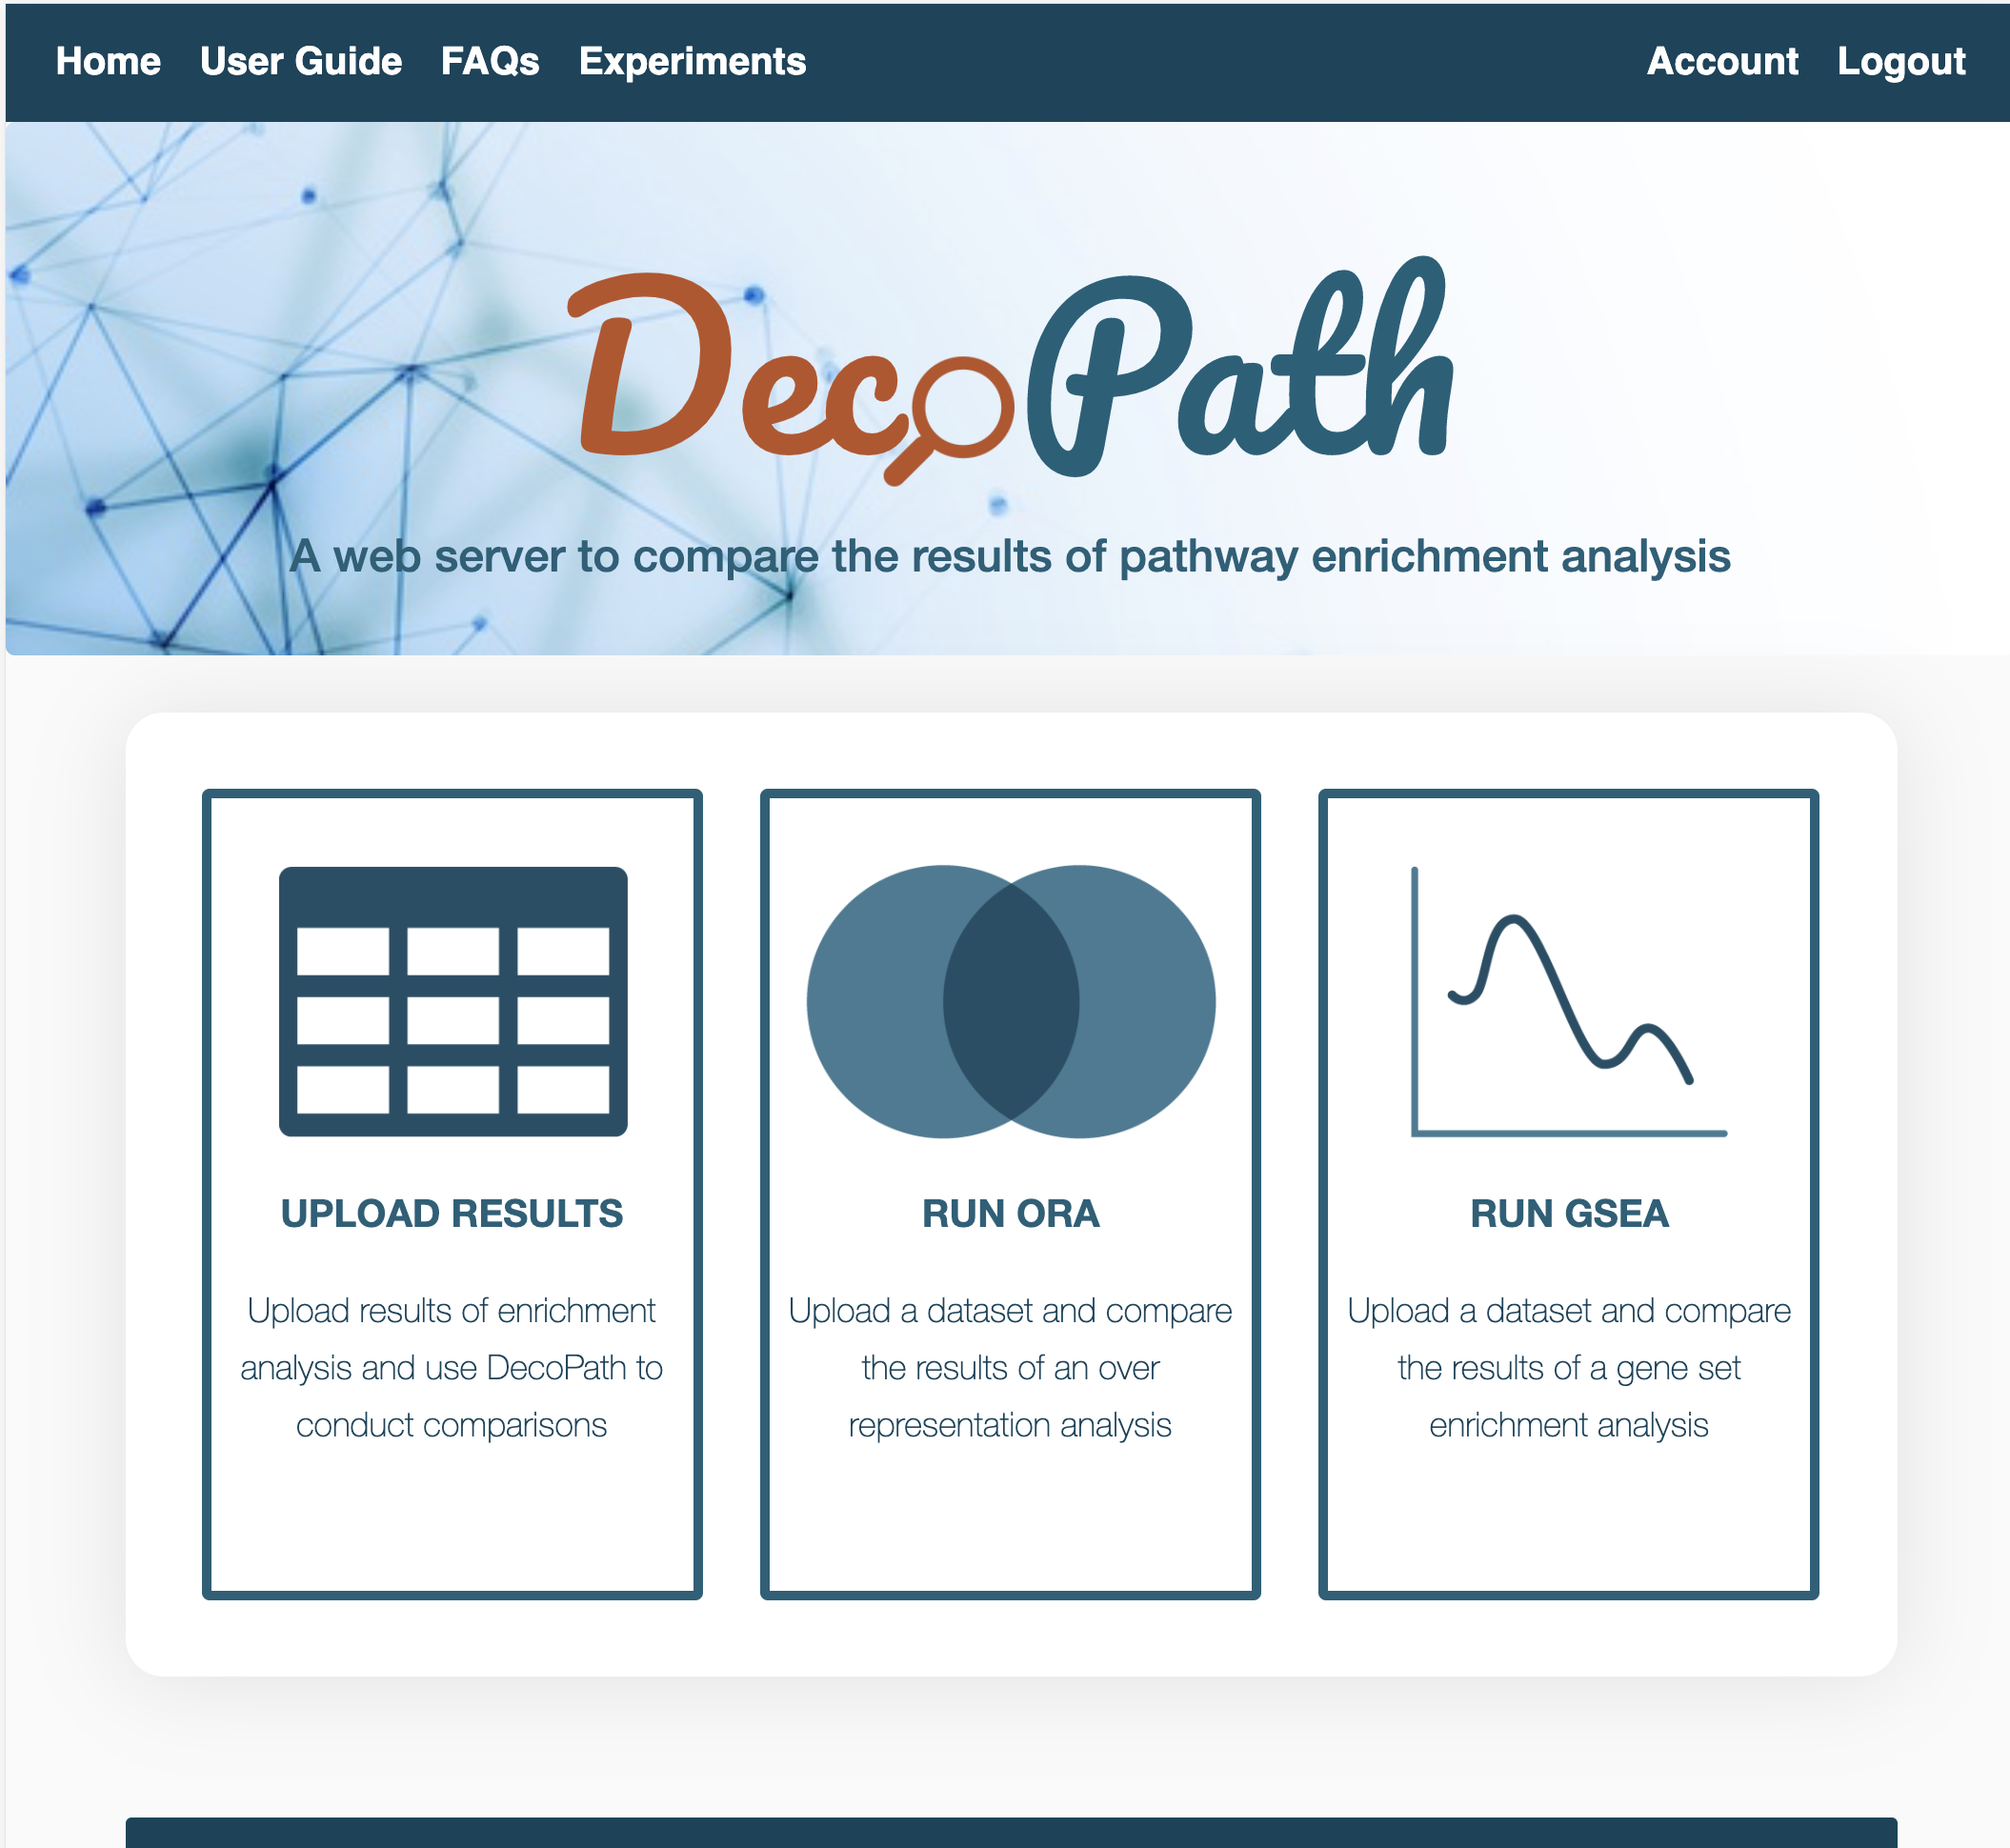 Home User Guide FAQs Experiments Account Logout
DecoPath
A web server to compare the results of pathway enrichment analysis
UPLOAD RESULTS
Upload results of enrichment
analysis and use DecoPath to
conduct comparisons
RUN ORA
Upload a dataset and compare
the results of an over
representation analysis
RUN GSEA
Upload a dataset and compare
the results of a gene set
enrichment analysis